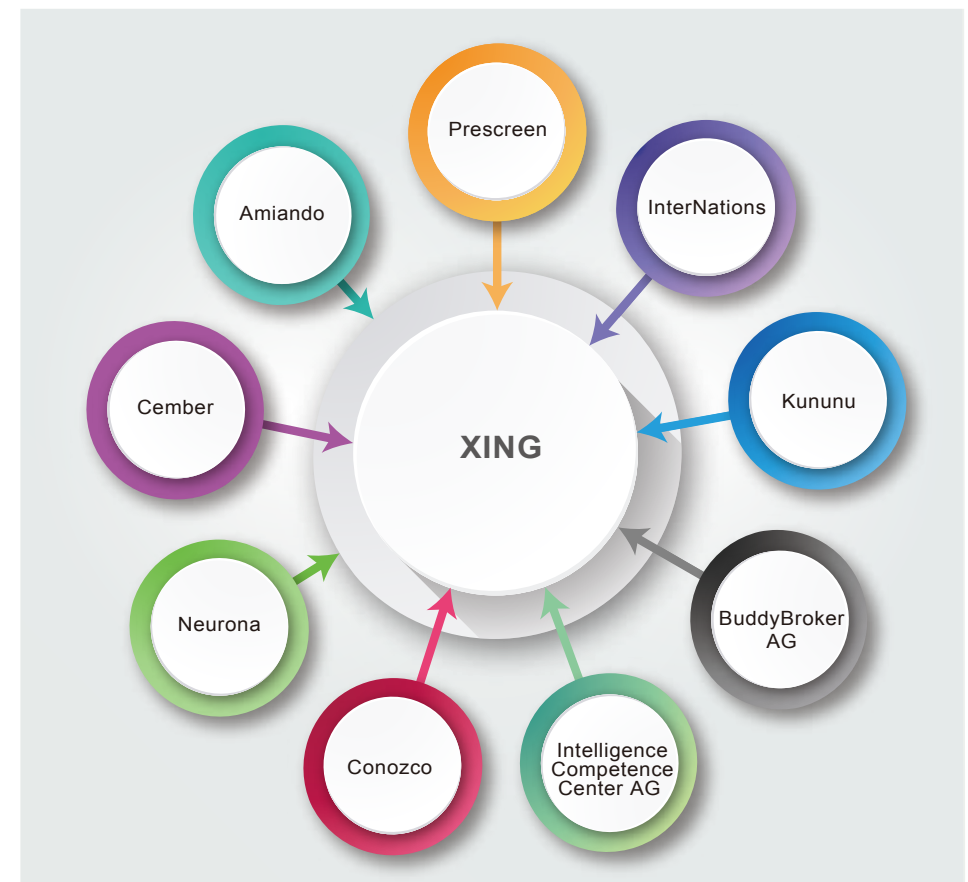 Prescreen
InterNations
Amiando
Kununu
Cember
XING
BuddyBroker
AG
Neurona
Intelligence
Competence
Center AG
Conozco